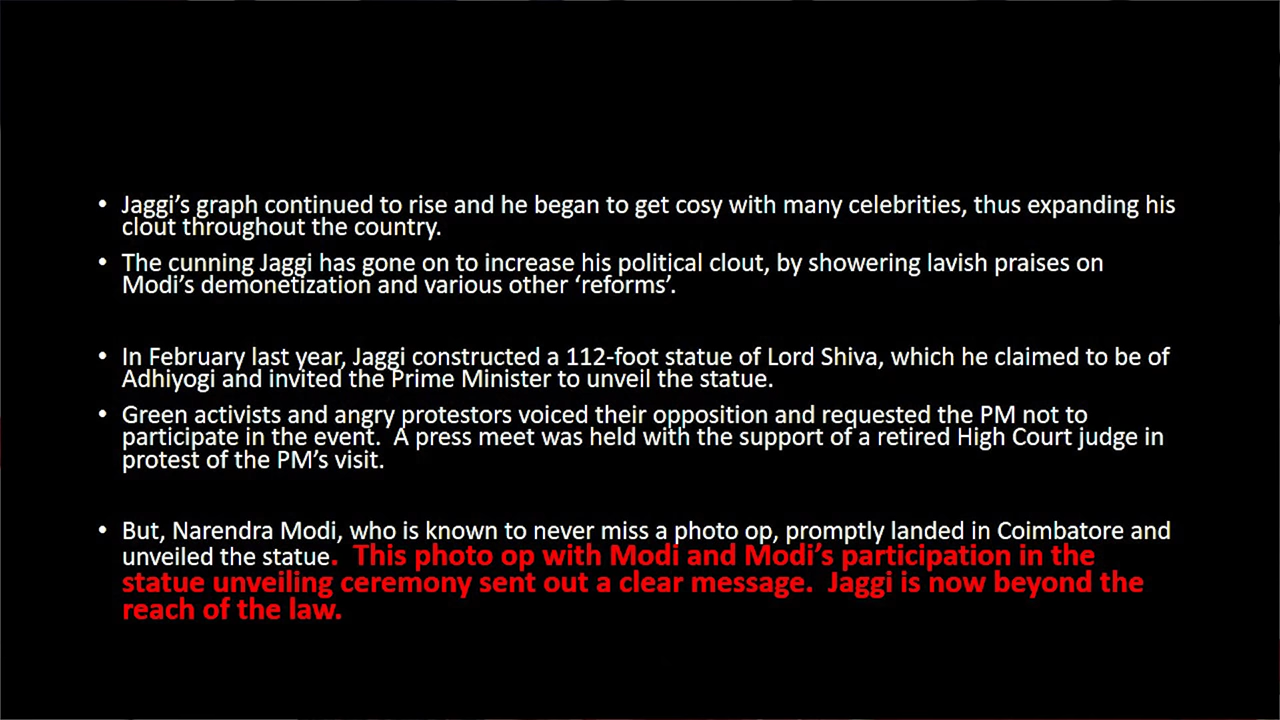 • Jaggi's graph continued to rise and he began to get cosy with many celebrities, thus expanding his
clout throughout the country.
• The cunning Jaggi has gone on to increase his political clout, by showering lavish praises on
Modi's demonetization and various other ‘reforms’.
• In February last year, Jaggi constructed a 112-foot statue of Lord Shiva, which he claimed to be of
Adhiyogi and invited the Prime Minister to unveil the statue.
• Green activists and angry protestors voiced their opposition and requested the PM not to
participate in the event.  A press meet was held with the support of a retired High Court judge in
protest of the PM's visit.
• But, Narendra Modi, who is known to never miss a photo op, promptly landed in Coimbatore and
unveiled the statue.  This photo op with Modi and Modi's participation in the
statue unveiling ceremony sent out a clear message.  Jaggi is now beyond the
reach of the law.